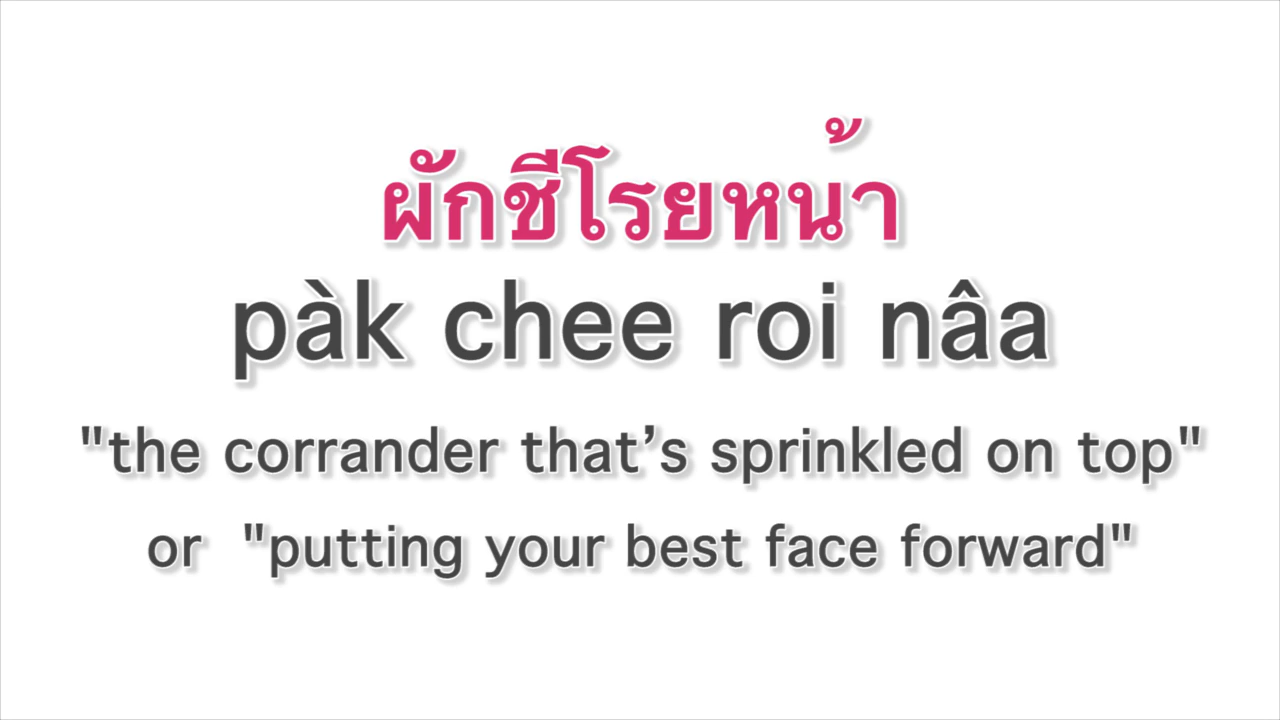 ผักชีโรยหน้า
pàk chee roi nâa
"the corrander that’s sprinkled on top"
or "putting your best face forward"